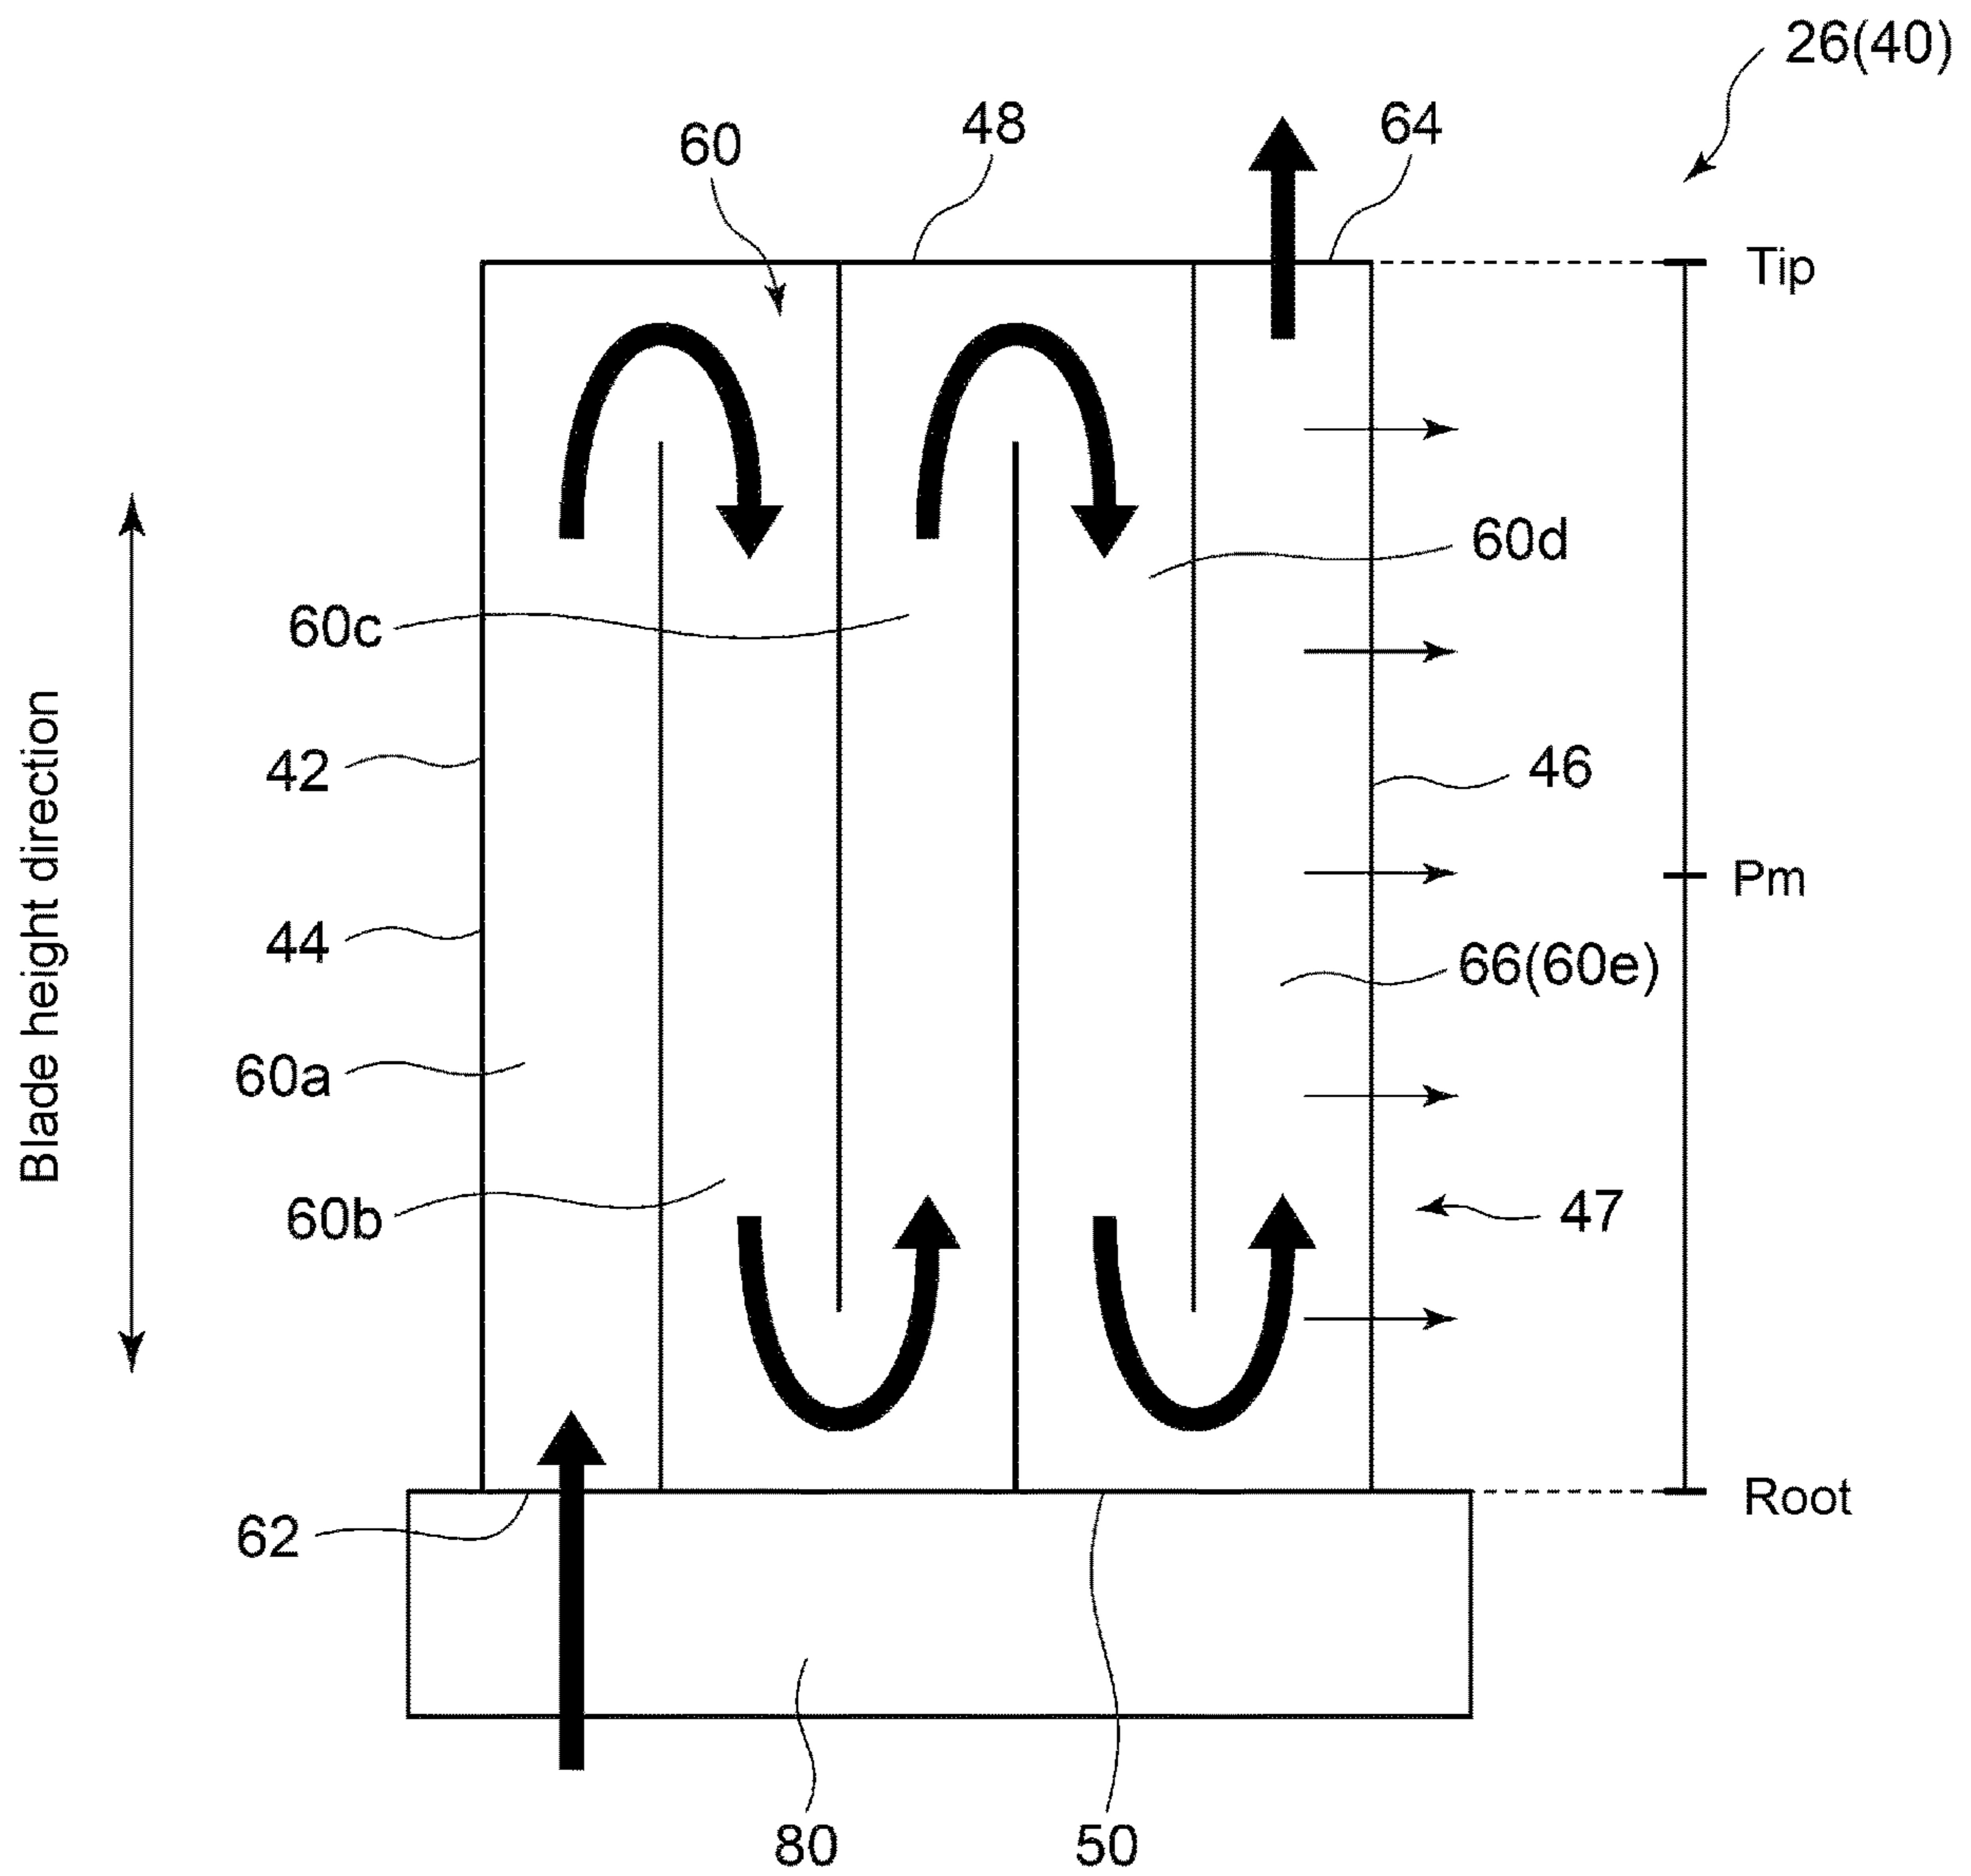 26(40)
48
64
60
Tip
60d
60c
Blade height direction
42
46
Pm
44
66(60e)
60a
60b
47
Root
62
80
50